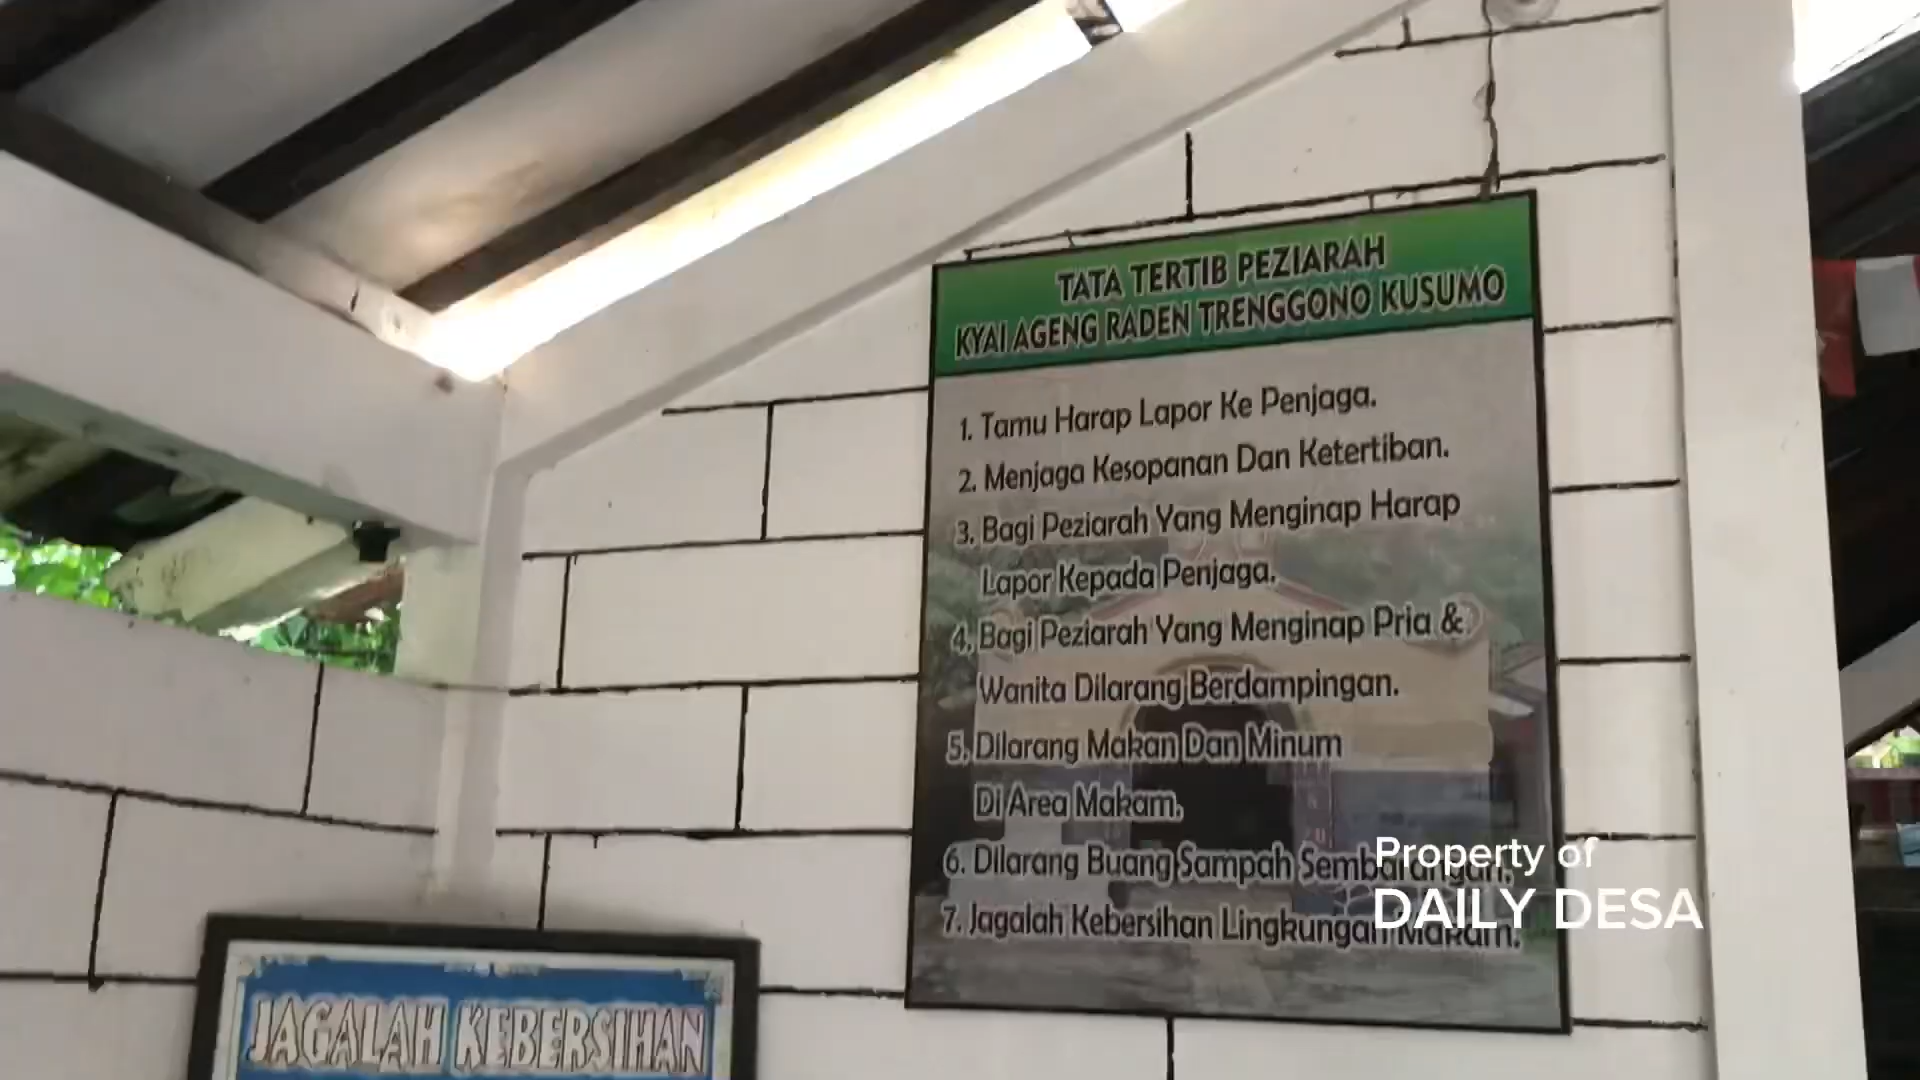 TATA TERTIB PEZIARAH
KYAI AGENG RADEN TRENGGONO KUSUMO
1. Tamu Harap Lapor Ke Penjaga.
2. Menjaga Kesopanan Dan Ketertiban.
3. Bagi Peziarah Yang Menginap Harap
Lapor Kepada Penjaga.
4. Bagi Peziarah Yang Menginap Pria &
Wanita Dilarang Berdampingan.
5. Dilarang Makan Dan Minum
Di Area Makam.
6. Dilarang Buang Sampah Sembarangan.
7. Jagalah Kebersihan Lingkungan Makam.
Property of
DAILY DESA
JAGALAH KEBERSIHAN